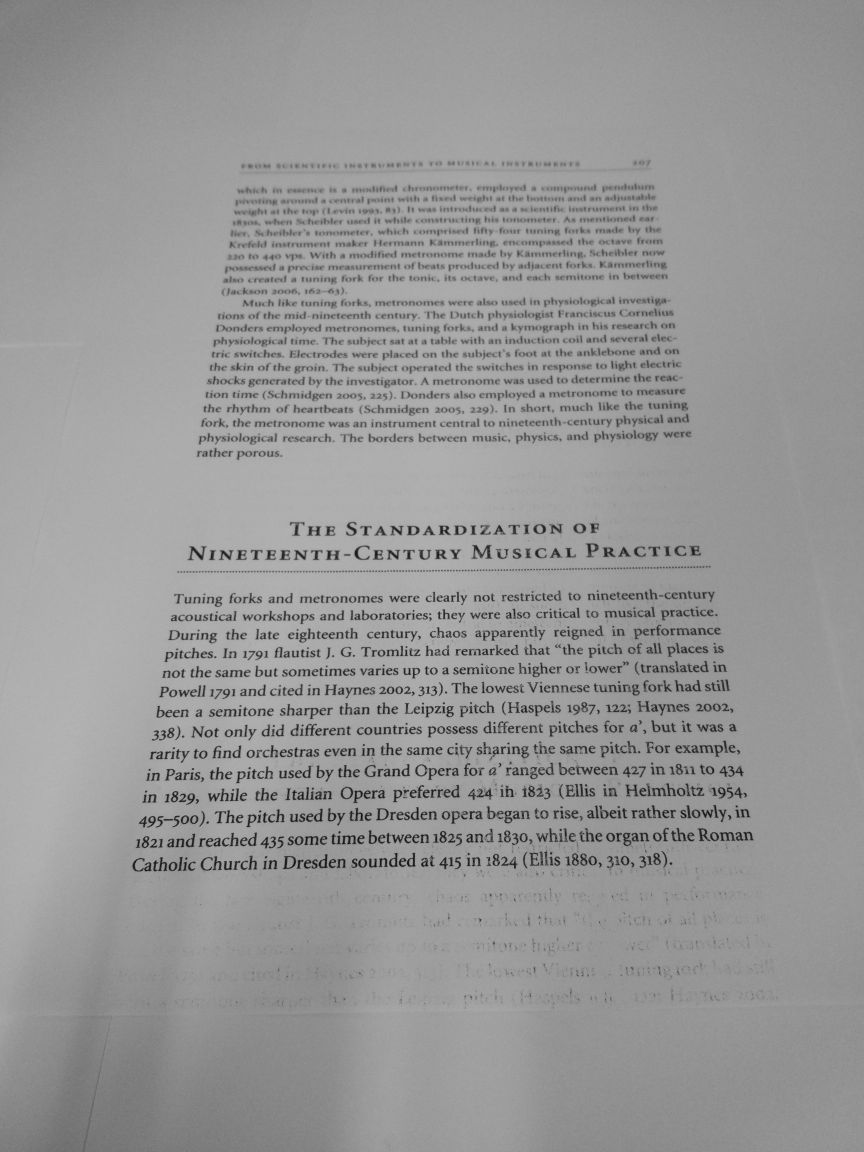 FROM SCIENTIFIC INSTRUMENTS TO MUSICAL INSTRUMENTS 207
which in essence is a modified chronometer, employed a compound pendulum
pivoting around a central point with a fixed weight at the bottom and an adjustable
weight at the top (Levin 1993, 83). It was introduced as a scientific instrument in the
1830s, when Scheibler used it while constructing his tonometer. As mentioned ear-
lier, Scheibler's tonometer, which comprised fifty-four tuning forks made by the
Krefeld instrument maker Hermann Kämmerling, encompassed the octave from
220 to 440 vps. With a modified metronome made by Kämmerling, Scheibler now
possessed a precise measurement of beats produced by adjacent forks. Kämmerling
also created a tuning fork for the tonic, its octave, and each semitone in between
(Jackson 2006, 162–63).
Much like tuning forks, metronomes were also used in physiological investiga-
tions of the mid-nineteenth century. The Dutch physiologist Franciscus Cornelius
Donders employed metronomes, tuning forks, and a kymograph in his research on
physiological time. The subject sat at a table with an induction coil and several elec-
tric switches. Electrodes were placed on the subject's foot at the anklebone and on
the skin of the groin. The subject operated the switches in response to light electric
shocks generated by the investigator. A metronome was used to determine the reac-
tion time (Schmidgen 2005, 225). Donders also employed a metronome to measure
the rhythm of heartbeats (Schmidgen 2005, 229). In short, much like the tuning
fork, the metronome was an instrument central to nineteenth-century physical and
physiological research. The borders between music, physics, and physiology were
rather porous.
THE STANDARDIZATION OF
NINETEENTH-CENTURY MUSICAL PRACTICE
Tuning forks and metronomes were clearly not restricted to nineteenth-century
acoustical workshops and laboratories; they were also critical to musical practice.
During the late eighteenth century, chaos apparently reigned in performance
pitches. In 1791 flautist J. G. Tromlitz had remarked that "the pitch of all places is
not the same but sometimes varies up to a semitone higher or lower" (translated in
Powell 1791 and cited in Haynes 2002, 313). The lowest Viennese tuning fork had still
been a semitone sharper than the Leipzig pitch (Haspels 1987, 122; Haynes 2002,
338). Not only did different countries possess different pitches for a', but it was a
rarity to find orchestras even in the same city sharing the same pitch. For example,
in Paris, the pitch used by the Grand Opera for a' ranged between 427 in 1811 to 434
in 1829, while the Italian Opera preferred 424 in 1823 (Ellis in Helmholtz 1954,
495–500). The pitch used by the Dresden opera began to rise, albeit rather slowly, in
1821 and reached 435 some time between 1825 and 1830, while the organ of the Roman
Catholic Church in Dresden sounded at 415 in 1824 (Ellis 1880, 310, 318).
century, chaos apparently
had remarked that
semitone higher
The lowest
than the Leipzig pitch (Haspels